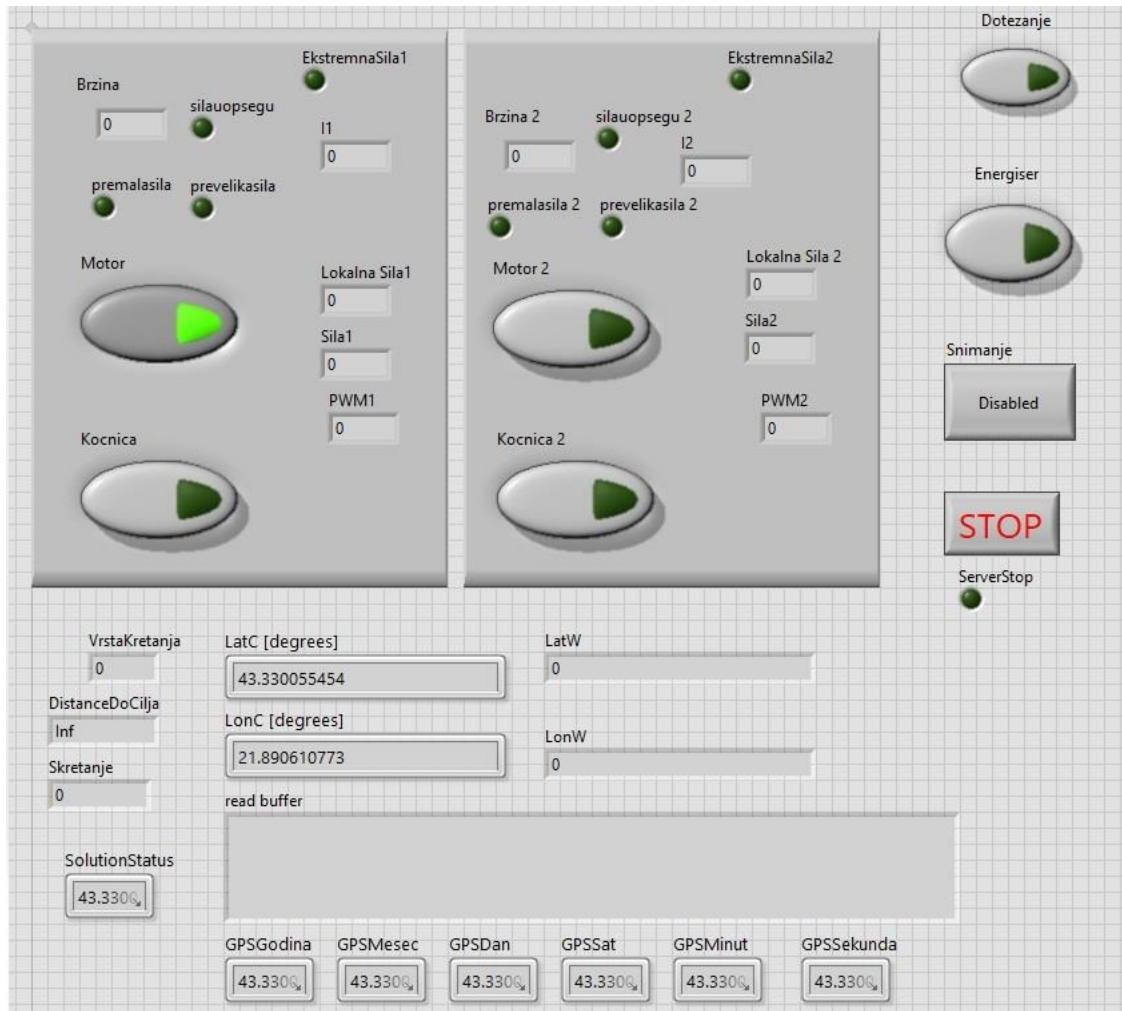 Dotezanje
EkstremnaSila1
Brzina
0
silauopsegu
I1
0
premalasila
prevelikasila
Motor
Lokalna Sila1
0
Sila1
0
PWM1
0
Kocnica
EkstremnaSila2
Brzina 2
0
silauopsegu 2
I2
0
premalasila 2
prevelikasila 2
Motor 2
Lokalna Sila 2
0
Sila2
0
PWM2
0
Kocnica 2
Energiser
Snimanje
Disabled
STOP
ServerStop
VrstaKretanja
0
DistanceDoCilja
Inf
Skretanje
0
LatC [degrees]
43.330055454
LonC [degrees]
21.890610773
LatW
0
LonW
0
read buffer
SolutionStatus
43.330
GPSGodina
43.330
GPSMesec
43.330
GPSDan
43.330
GPSSat
43.330
GPSMinut
43.330
GPSSekunda
43.330